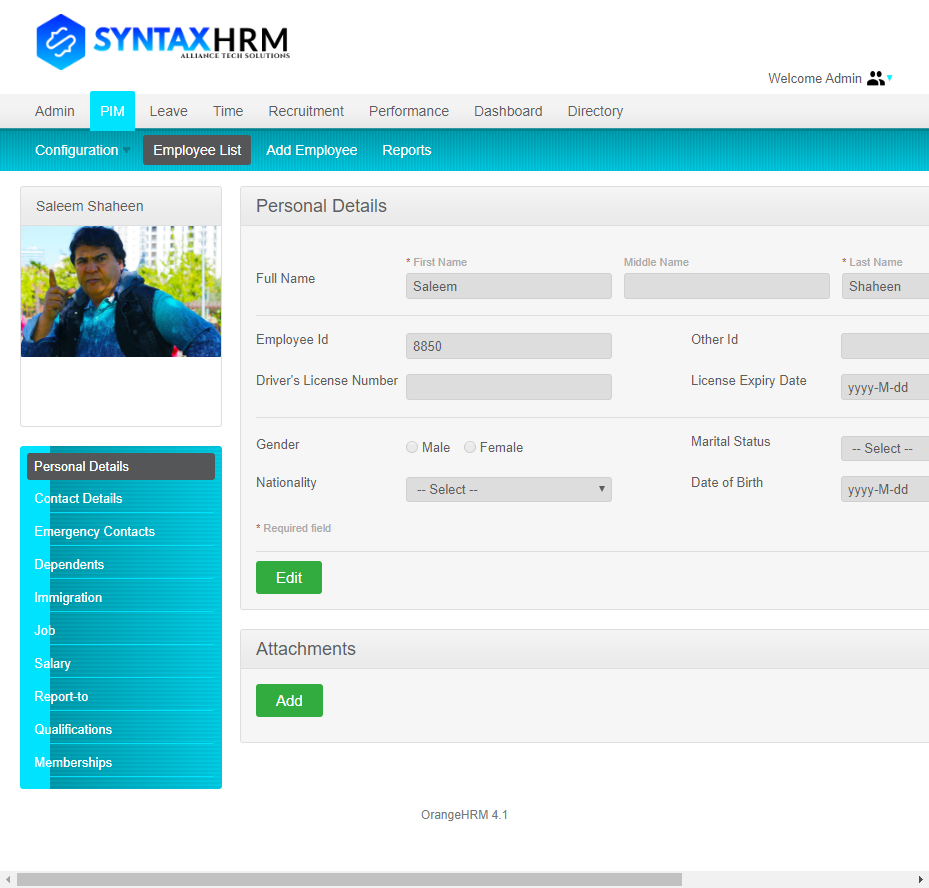 SYNTAXHRM
ALLIANCE TECH SOLUTIONS
Welcome Admin
Admin PIM Leave Time Recruitment Performance Dashboard Directory
Configuration Employee List Add Employee Reports
Saleem Shaheen
Personal Details
Contact Details
Emergency Contacts
Dependents
Immigration
Job
Salary
Report-to
Qualifications
Memberships
Personal Details
* First Name Middle Name * Last Name
Full Name Saleem Shaheen
Employee Id 8850 Other Id
Driver's License Number License Expiry Date yyyy-M-dd
Gender Male Female Marital Status -- Select --
Nationality -- Select -- Date of Birth yyyy-M-dd
* Required field
Edit
Attachments
Add
OrangeHRM 4.1